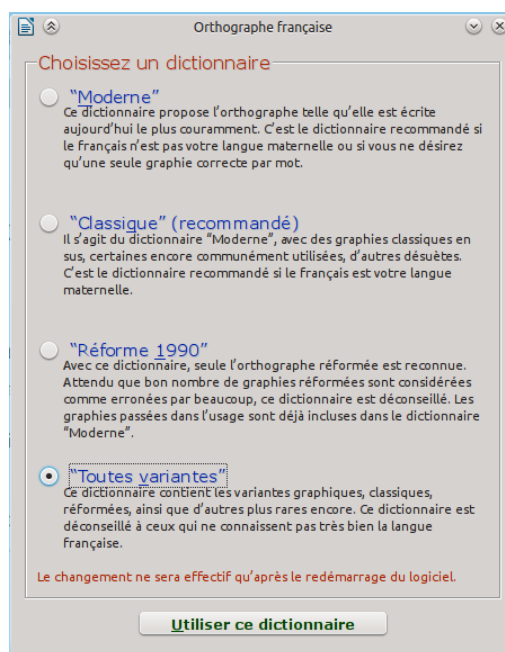 Orthographe française
Choisissez un dictionnaire
“Moderne”
Ce dictionnaire propose l’orthographe telle qu’elle est écrite
aujourd’hui le plus couramment. C’est le dictionnaire recommandé si
le français n’est pas votre langue maternelle ou si vous ne désirez
qu’une seule graphie correcte par mot.
“Classique” (recommandé)
Il s’agit du dictionnaire “Moderne”, avec des graphies classiques en
sus, certaines encore communément utilisées, d’autres désuètes.
C’est le dictionnaire recommandé si le français est votre langue
maternelle.
“Réforme 1990”
Avec ce dictionnaire, seule l’orthographe réformée est reconnue.
Attendu que bon nombre de graphies réformées sont considérées
comme erronées par beaucoup, ce dictionnaire est déconseillé. Les
graphies passées dans l’usage sont déjà incluses dans le dictionnaire
“Moderne”.
“Toutes variantes”
Ce dictionnaire contient les variantes graphiques, classiques,
réformées, ainsi que d’autres plus rares encore. Ce dictionnaire est
déconseillé à ceux qui ne connaissent pas très bien la langue
française.
Le changement ne sera effectif qu’après le redémarrage du logiciel.
Utiliser ce dictionnaire